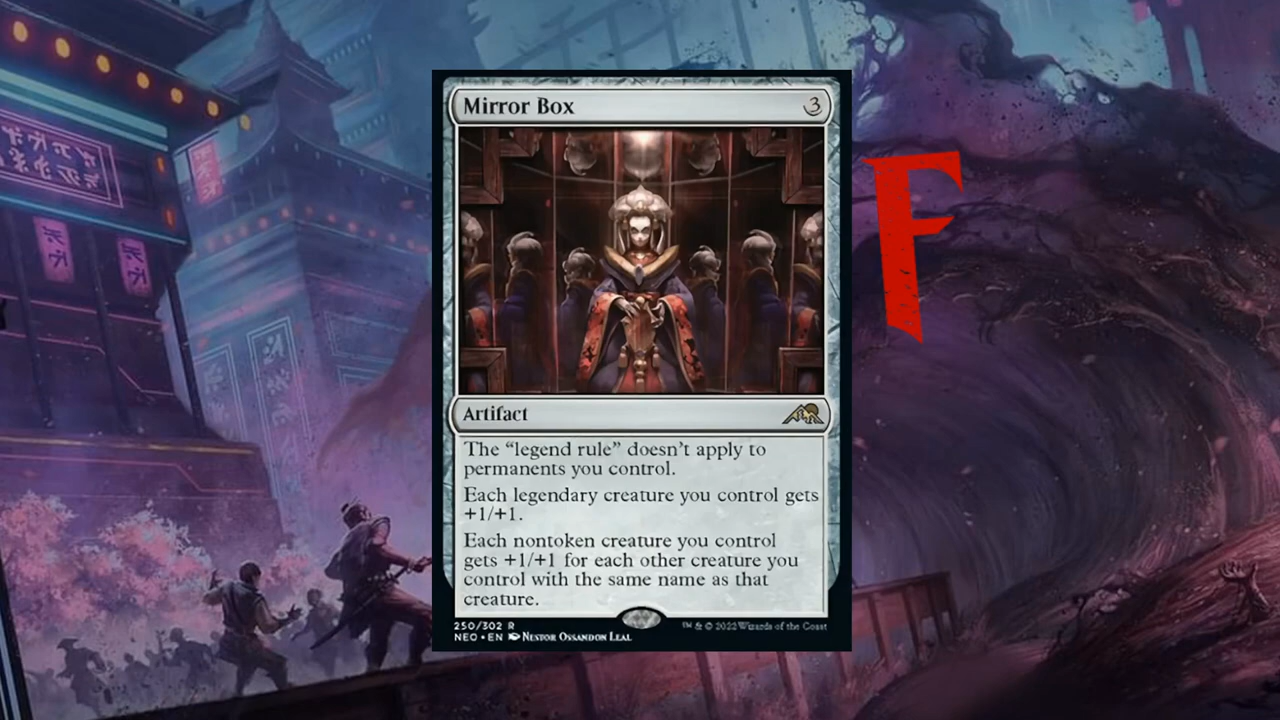 Mirror Box 3
F
Artifact
The “legend rule” doesn’t apply to
permanents you control.
Each legendary creature you control gets
+1/+1.
Each nontoken creature you control
gets +1/+1 for each other creature you
control with the same name as that
creature.
250/302 R
™ & © 2022 Wizards of the Coast
NEO • EN Nestor Ossandon Leal